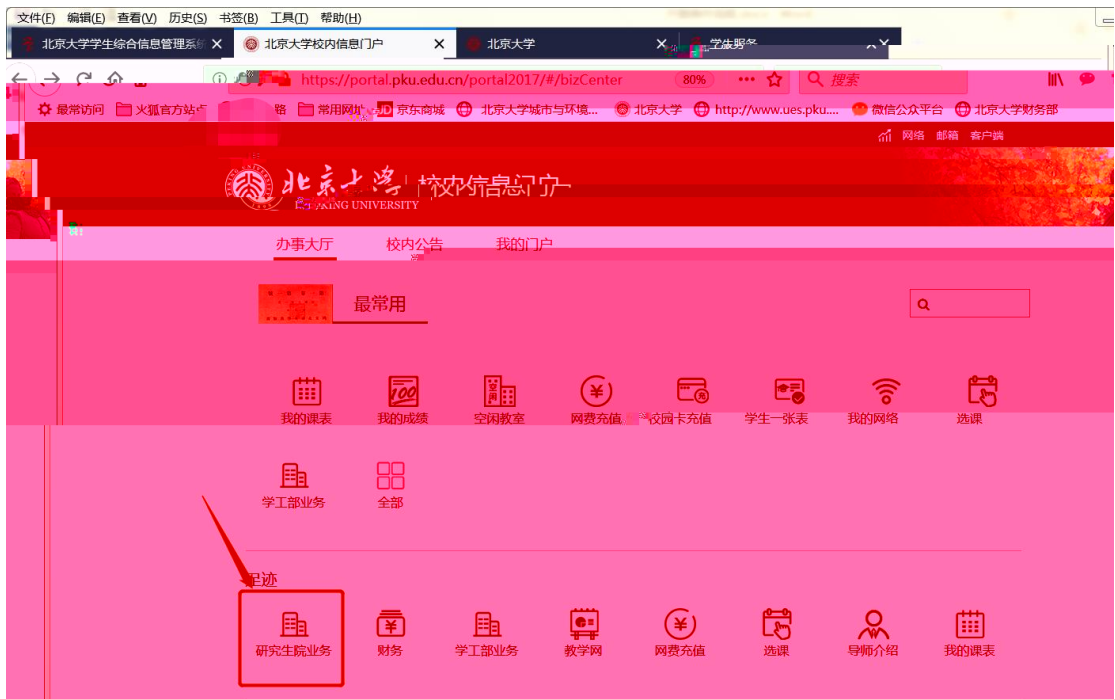 文件(F) 编辑(E) 查看(V) 历史(S) 书签(B) 工具(T) 帮助(H)
北京大学学生综合信息管理系统 北京大学校内信息门户 北京大学
https://portal.pku.edu.cn/portal2017/#/bizCenter 80% 搜索
最常访问 火狐官方站点 常用网址 京东商城 北京大学城市与环境... 北京大学 http://www.ues.pku.... 微信公众平台 北京大学财务部
网络 邮箱 客户端
北京大学 校内信息门户
PEKING UNIVERSITY
办事大厅 校内公告 我的门户
最常用
我的课表 我的成绩 空闲教室 网费充值 校园卡充值 学生一张表 我的网络 选课
学工部业务 全部
足迹
研究生院业务 财务 学工部业务 教学网 网费充值 选课 导师介绍 我的课表